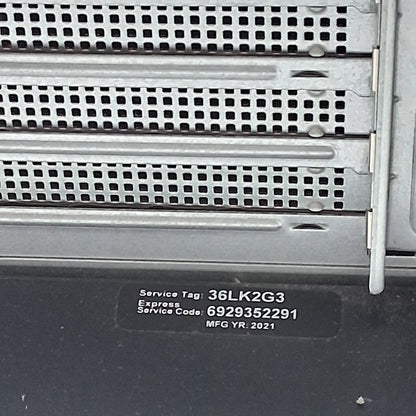 Service Tag: 36LK2G3
Express
Service Code: 6929352291
MFG YR. 2021